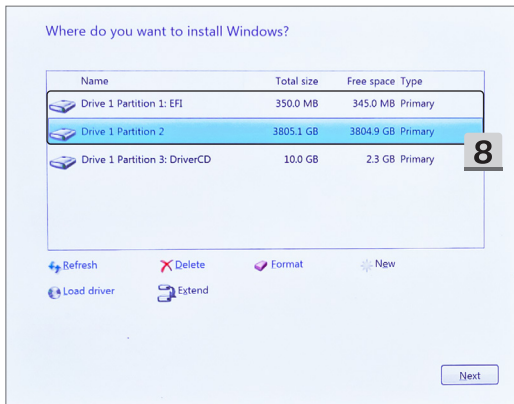 Where do you want to install Windows?
Name Total size Free space Type
Drive 1 Partition 1: EFI 350.0 MB 345.0 MB Primary
Drive 1 Partition 2 3805.1 GB 3804.9 GB Primary
Drive 1 Partition 3: DriverCD 10.0 GB 2.3 GB Primary
8
Refresh Delete Format New
Load driver Extend
Next